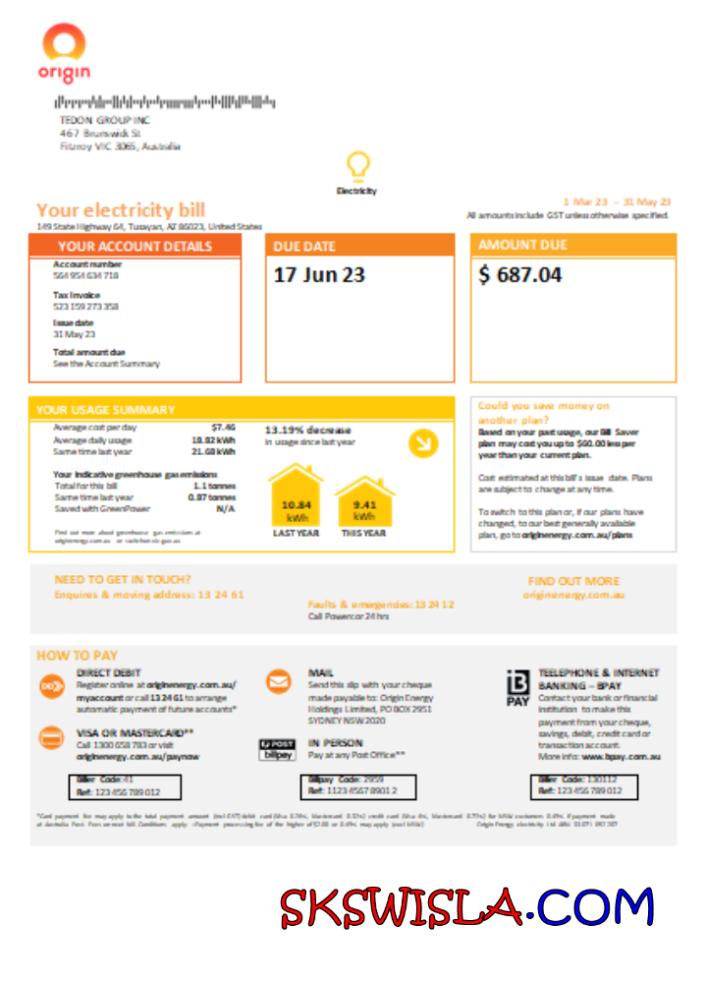 origin
TEDON GROUP INC
467 Brunswick St
Fitzroy VIC 3065, Australia
Electricity
1 Mar 23 – 31 May 23
Your electricity bill
All amounts include GST unless otherwise specified.
149 State Highway 64, Tusayan, AZ 86023, United States
YOUR ACCOUNT DETAILS
Account number
564 954 634 718
Tax Invoice
523 159 273 358
Issue date
31 May 23
Total amount due
See the Account Summary
DUE DATE
17 Jun 23
AMOUNT DUE
$ 687.04
YOUR USAGE SUMMARY
Average cost per day $7.46
Average daily usage 18.82 kWh
Same time last year 21.68 kWh
Your indicative greenhouse gas emissions
Total for this bill 1.1 tonnes
Same time last year 0.87 tonnes
Saved with GreenPower N/A
Find out more about greenhouse gas emissions at
originenergy.com.au or
13.19% decrease
in usage since last year
10.84
kWh
9.41
kWh
LAST YEAR THIS YEAR
Could you save money on
another plan?
Based on your past usage, our Bill Saver
plan may cost you up to $60.00 less per
year than your current plan.
Cost estimated at this bill's issue date. Plans
are subject to change at any time.
To switch to this plan or, if our plans have
changed, to our best generally available
plan, go to originenergy.com.au/plans
NEED TO GET IN TOUCH?
Enquires & moving address: 13 24 61
Faults & emergencies: 13 24 12
Call Powercor 24 hrs
FIND OUT MORE
originenergy.com.au
HOW TO PAY
DIRECT DEBIT
Register online at originenergy.com.au/
myaccount or call 13 24 61 to arrange
automatic payment of future accounts*
VISA OR MASTERCARD**
Call 1300 658 783 or visit
originenergy.com.au/paynow
Biller Code: 41
Ref: 123 456 789 012
MAIL
Send this slip with your cheque
made payable to: Origin Energy
Holdings Limited, PO BOX 2951
SYDNEY NSW 2020
POST
billpay
IN PERSON
Pay at any Post Office**
Billpay Code: 2959
Ref: 1123 4567 8901 2
B
PAY
TEELEPHONE & INTERNET
BANKING – BPAY
Contact your bank or financial
institution to make this
payment from your cheque,
savings, debit, credit card or
transaction account.
More info: www.bpay.com.au
Biller Code: 130112
Ref: 123 456 789 012
SKSWISLA.COM